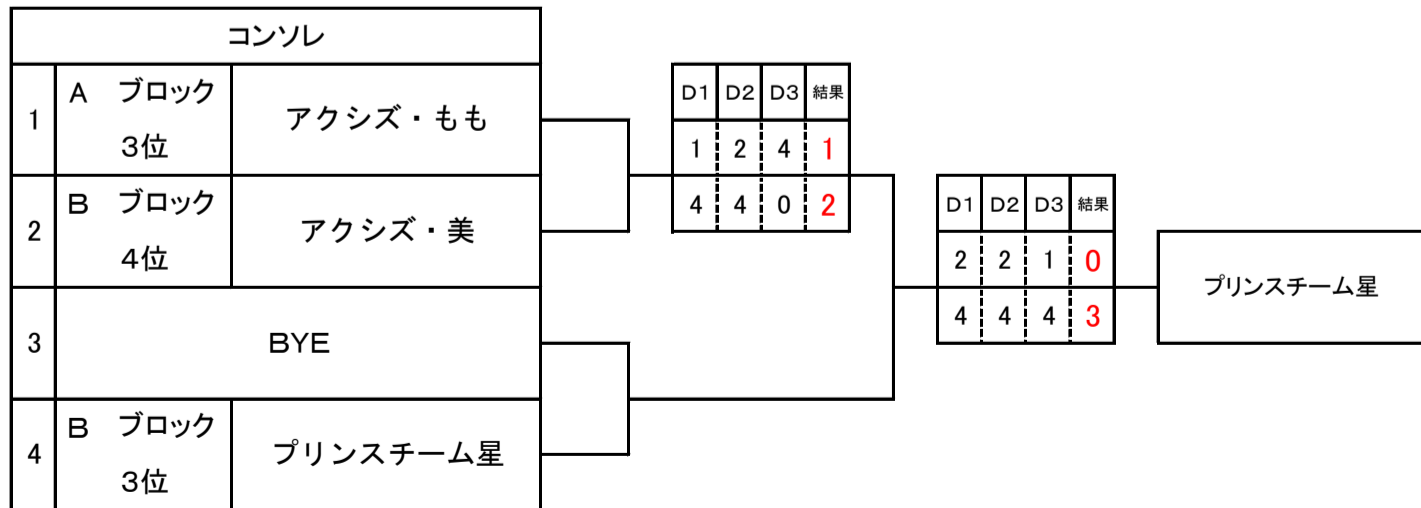 コンソレ
1 A ブロック 3位 アクシズ・もも
2 B ブロック 4位 アクシズ・美
3 BYE
4 B ブロック 3位 プリンスチーム星
D1 D2 D3 結果
1 2 4 1
4 4 0 2
D1 D2 D3 結果
2 2 1 0
4 4 4 3
プリンスチーム星